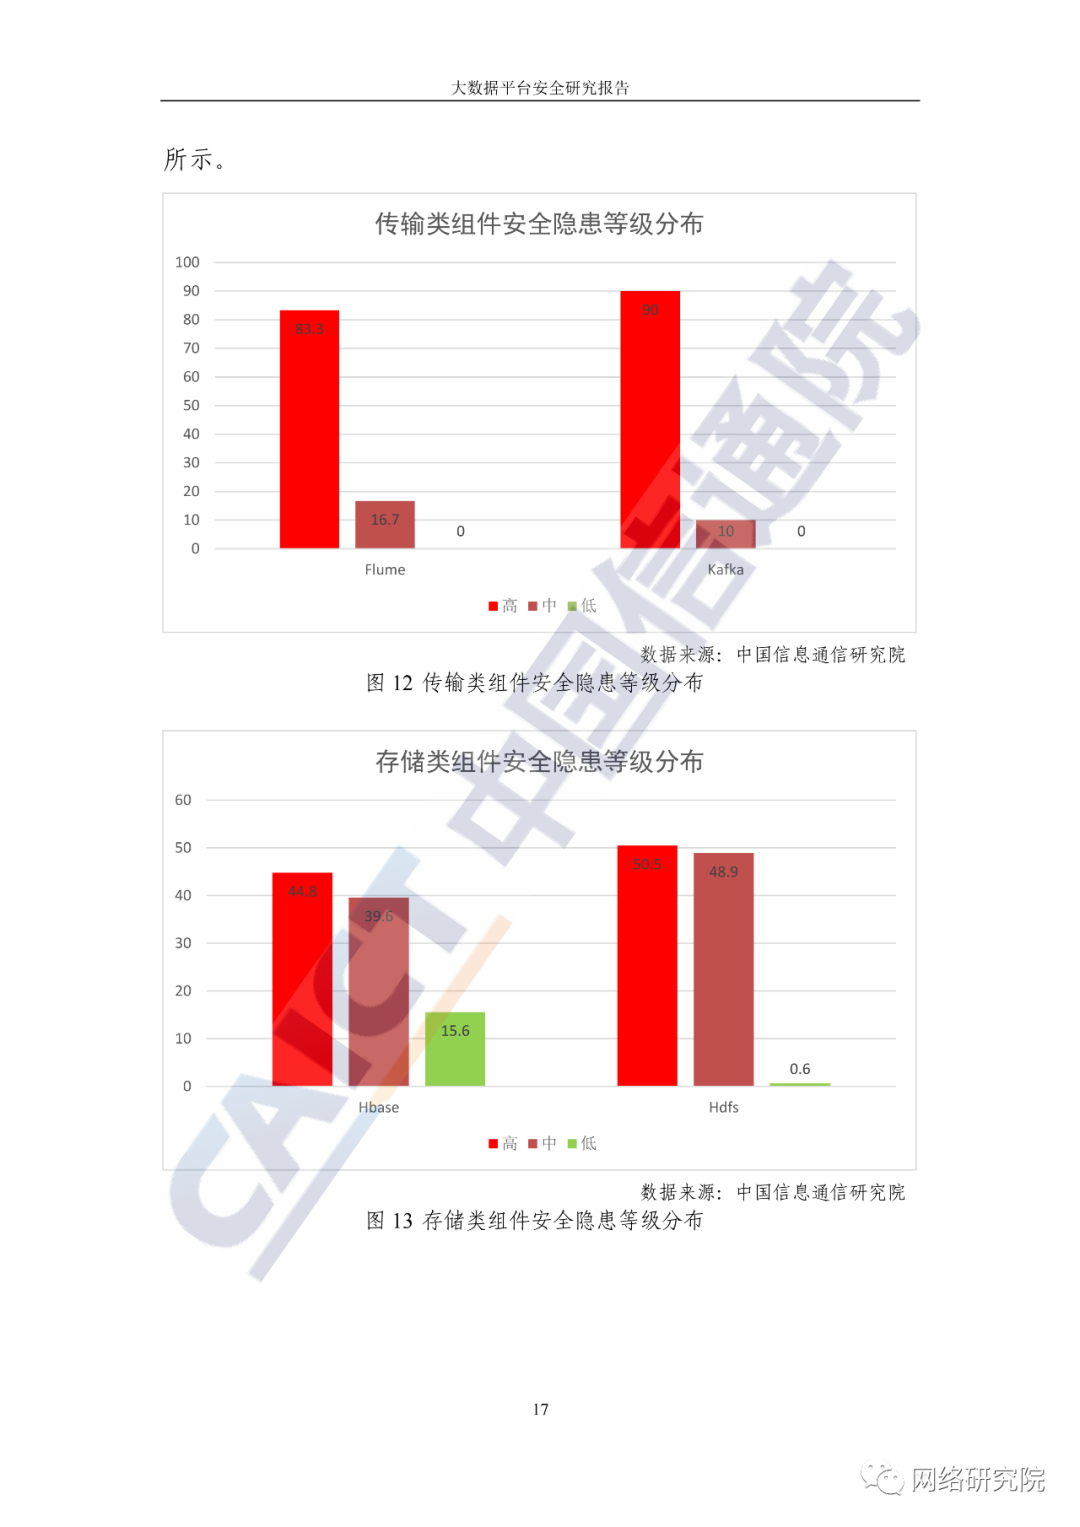 大数据平台安全研究报告
所示。
传输类组件安全隐患等级分布
100
90
80
70
60
50
40
30
20
10
0
83.3
16.7
0
90
10
0
Flume
Kafka
高 中 低
数据来源：中国信息通信研究院
图 12 传输类组件安全隐患等级分布
存储类组件安全隐患等级分布
60
50
40
30
20
10
0
44.8
39.6
15.6
50.5
48.9
0.6
Hbase
Hdfs
高 中 低
数据来源：中国信息通信研究院
图 13 存储类组件安全隐患等级分布
CAICT 中国信通院
17
网络研究院